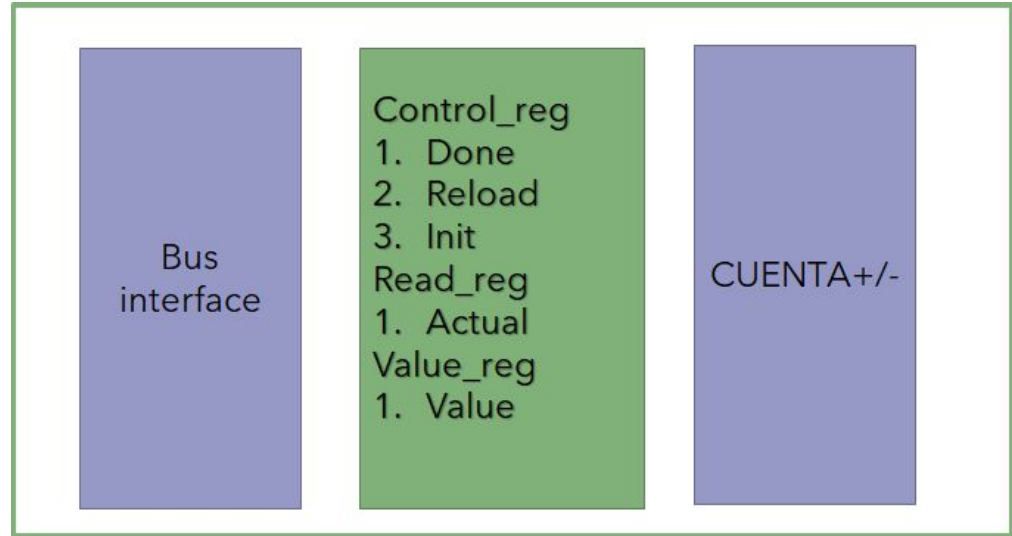 Bus
interface
Control_reg
1. Done
2. Reload
3. Init
Read_reg
1. Actual
Value_reg
1. Value
CUENTA+/-